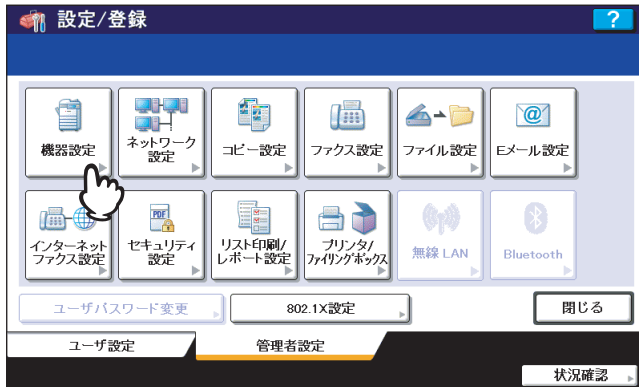 設定/登録
?
機器設定
ネットワーク
設定
コピー設定
ファクス設定
ファイル設定
Eメール設定
インターネット
ファクス設定
PDF
セキュリティ
設定
リスト印刷/
レポート設定
プリンタ/
ファイリングボックス
無線 LAN
Bluetooth
ユーザパスワード変更
802.1X設定
閉じる
ユーザ設定
管理者設定
状況確認